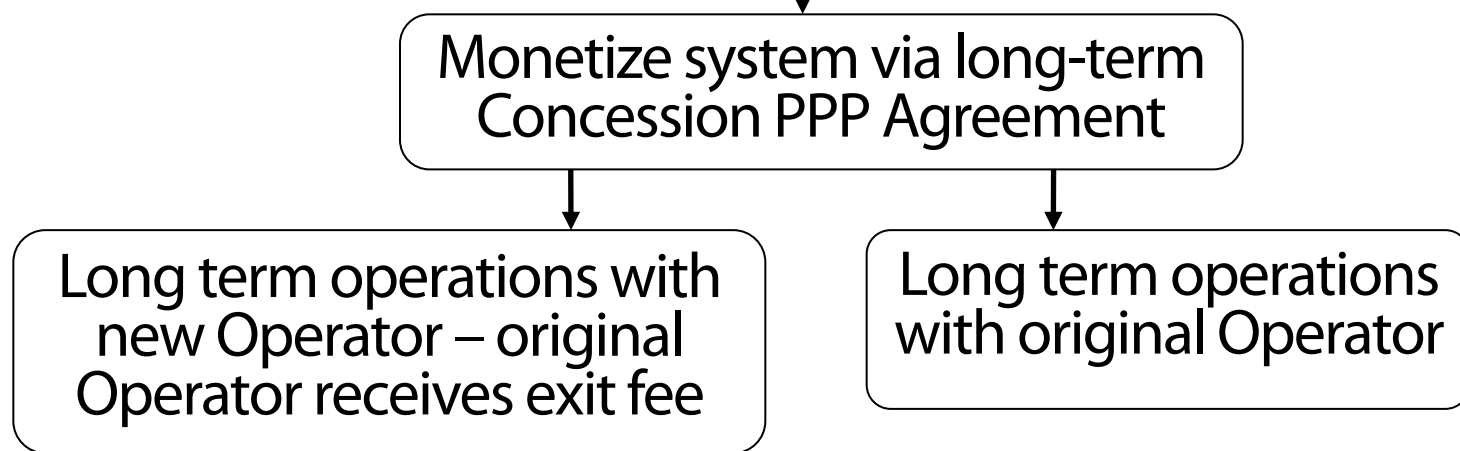 Monetize system via long-term
Concession PPP Agreement
Long term operations with
new Operator – original
Operator receives exit fee
Long term operations
with original Operator